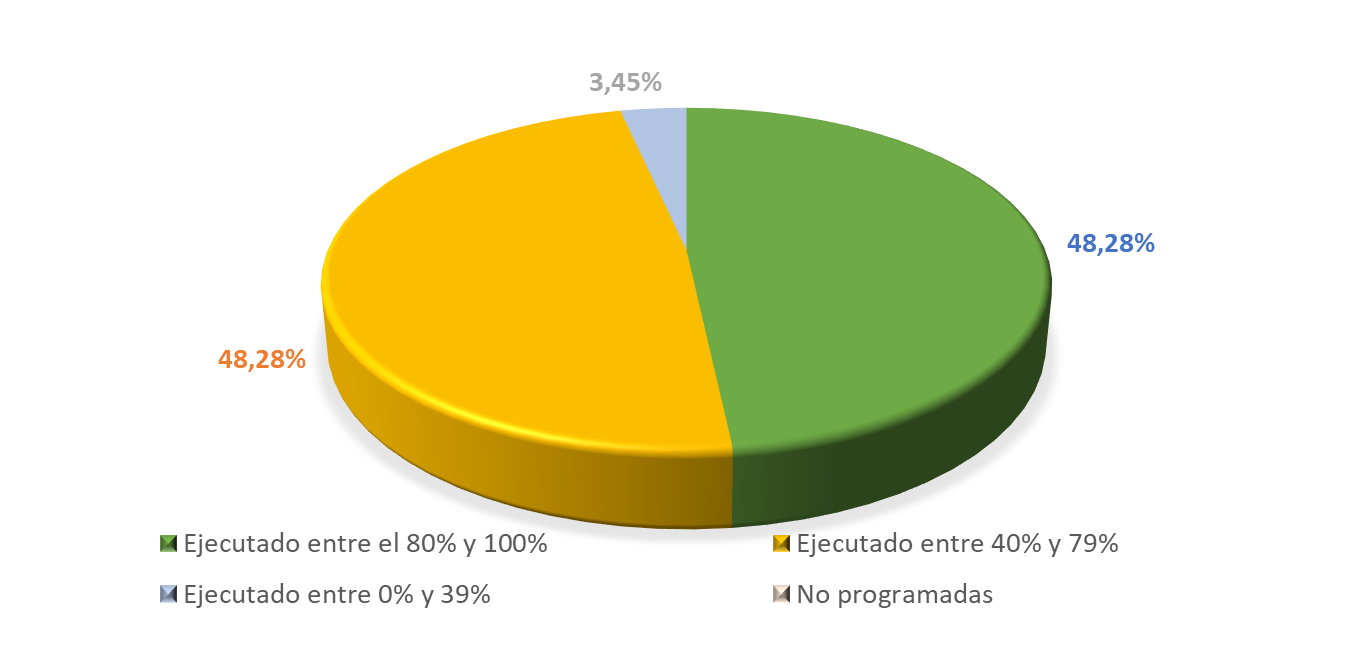 3,45%
48,28%
48,28%
Ejecutado entre el 80% y 100%
Ejecutado entre 40% y 79%
Ejecutado entre 0% y 39%
No programadas